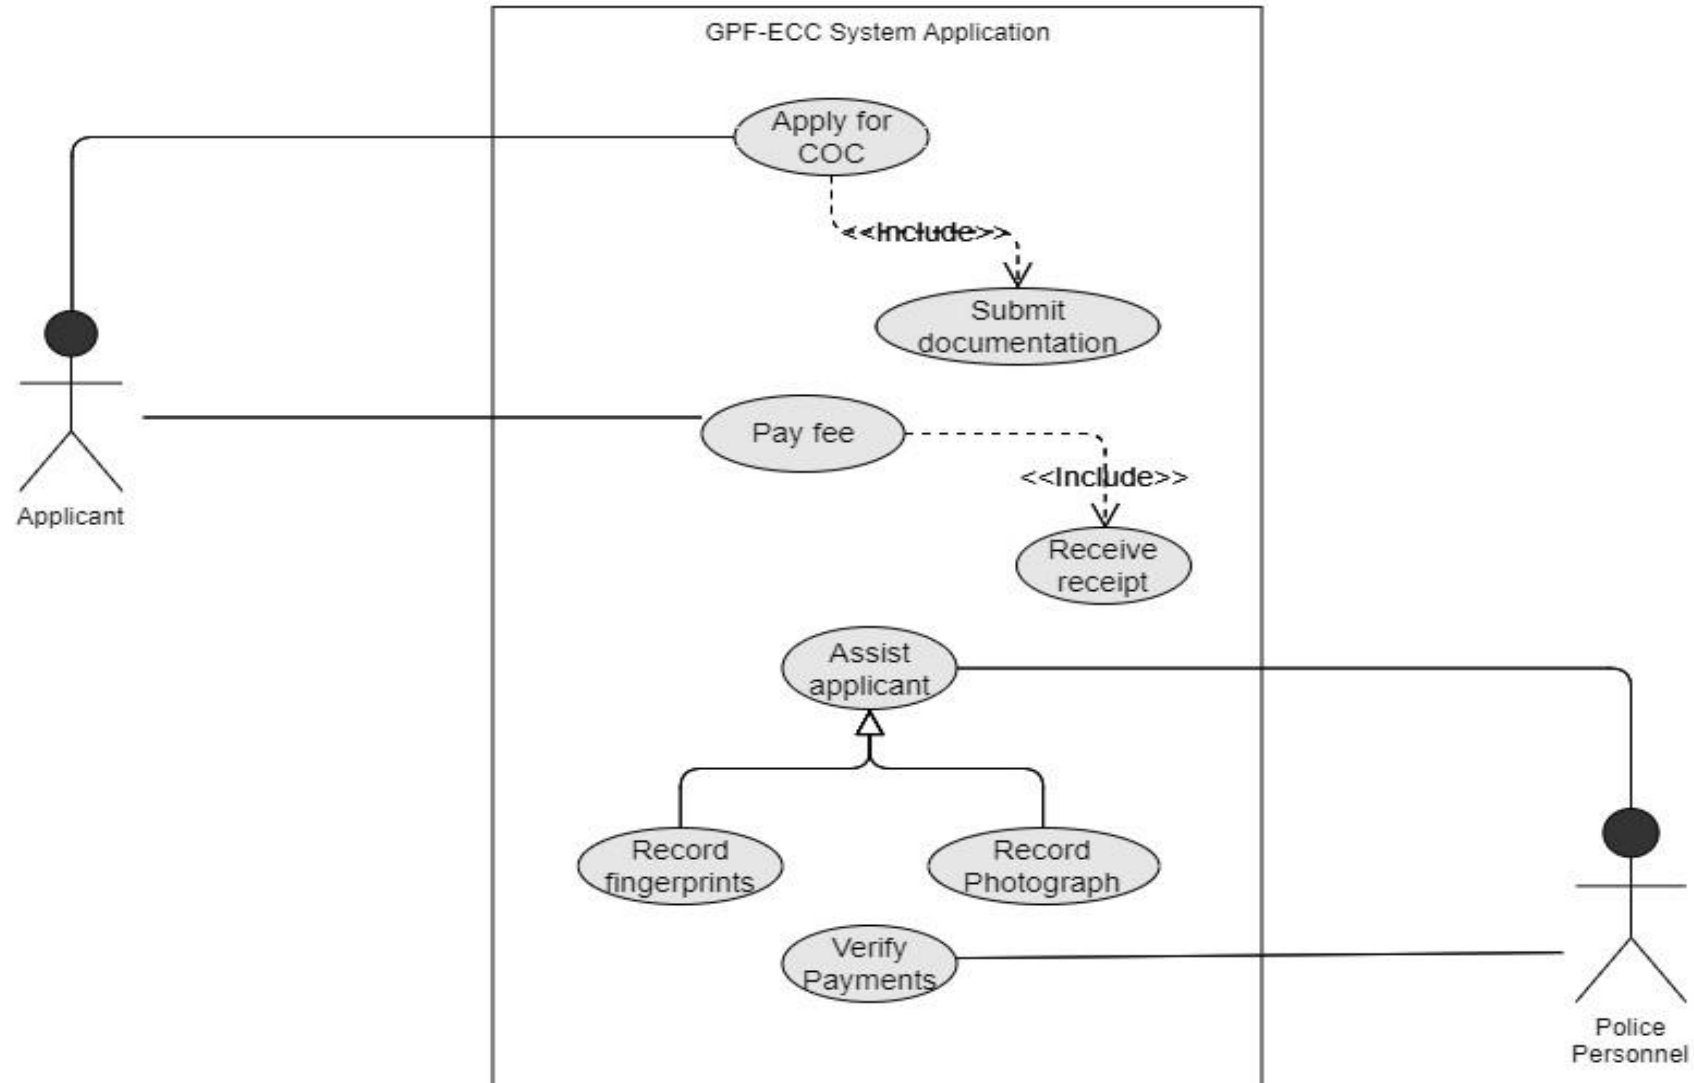 GPF-ECC System Application
Apply for
COC
<<Include>>
Submit
documentation
Pay fee
<<Include>>
Applicant
Receive
receipt
Assist
applicant
Record
fingerprints
Record
Photograph
Verify
Payments
Police
Personnel